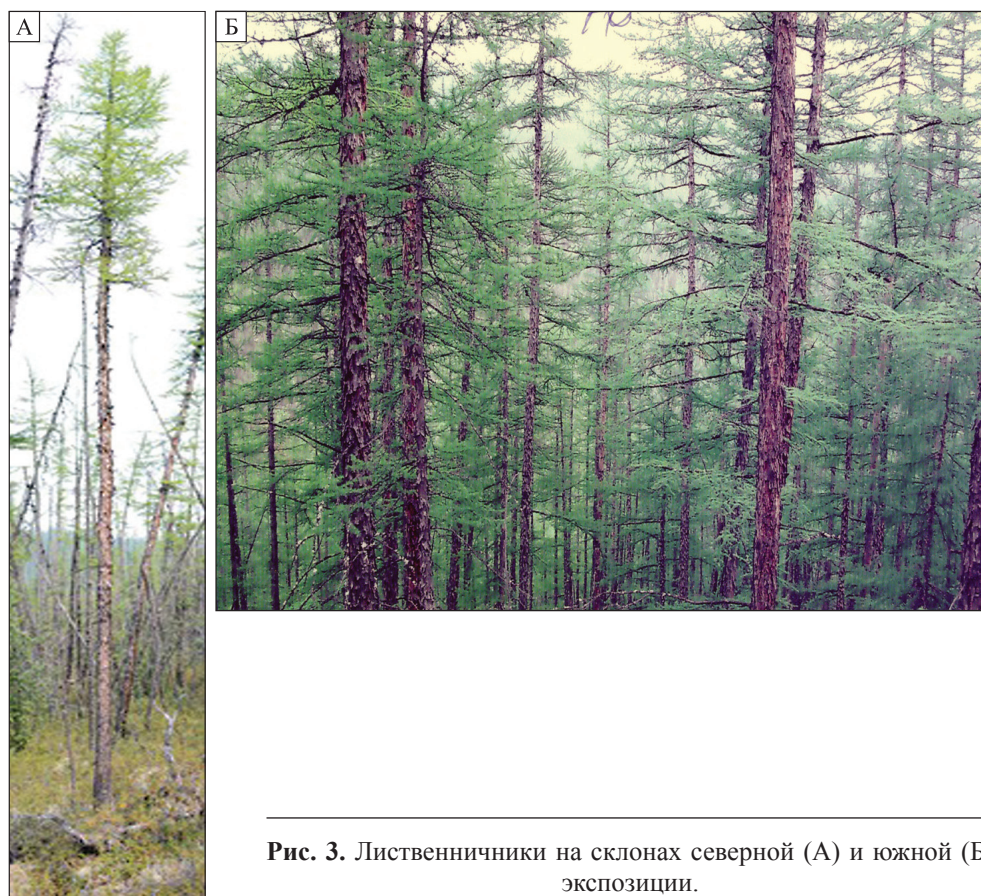 А
Б
Рис. 3. Лиственничники на склонах северной (А) и южной (Б
экспозиции.